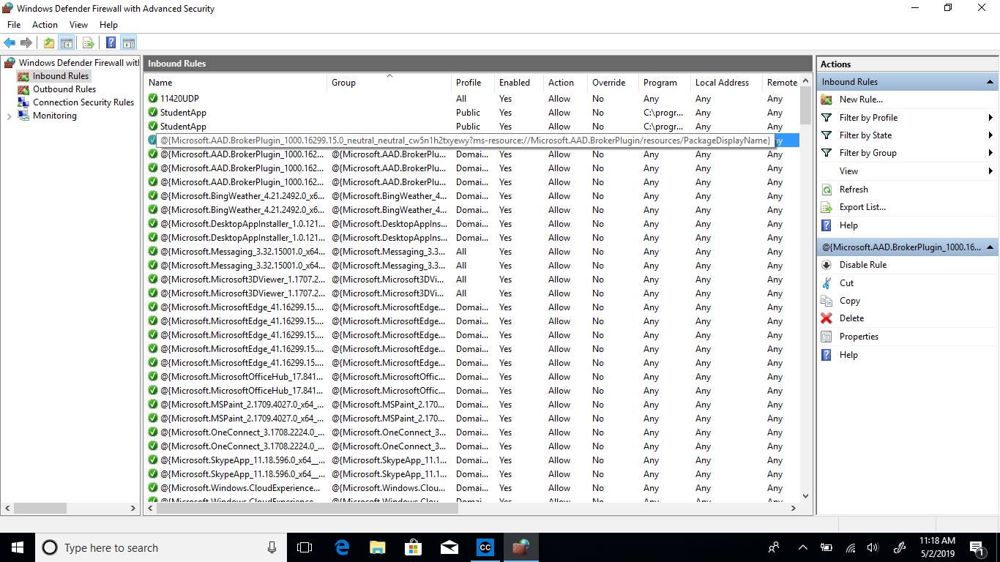 Windows Defender Firewall with Advanced Security
File Action View Help
Windows Defender Firewall witl
Inbound Rules
Outbound Rules
Connection Security Rules
Monitoring
Inbound Rules
Name Group Profile Enabled Action Override Program Local Address Remote
11420UDP All Yes Allow No Any Any Any
StudentApp Public Yes Allow No C:\progr... Any Any
StudentApp Public Yes Allow No C:\progr... Any Any
@{Microsoft.AAD.BrokerPlugin_1000.16299.15.0_neutral_neutral_cw5n1h2txyewy?ms-resource://Microsoft.AAD.BrokerPlugin/resources/PackageDisplayName}
@{Microsoft.AAD.BrokerPlugin_1000.162... @{Microsoft.AAD.BrokerPlu... Domai... Yes Allow No Any Any Any
@{Microsoft.AAD.BrokerPlugin_1000.162... @{Microsoft.AAD.BrokerPlu... Domai... Yes Allow No Any Any Any
@{Microsoft.AAD.BrokerPlugin_1000.162... @{Microsoft.AAD.BrokerPlu... Domai... Yes Allow No Any Any Any
@{Microsoft.BingWeather_4.21.2492.0_x6... @{Microsoft.BingWeather_4... Domai... Yes Allow No Any Any Any
@{Microsoft.BingWeather_4.21.2492.0_x6... @{Microsoft.BingWeather_4... Domai... Yes Allow No Any Any Any
@{Microsoft.DesktopAppInstaller_1.0.121... @{Microsoft.DesktopAppIns... Domai... Yes Allow No Any Any Any
@{Microsoft.DesktopAppInstaller_1.0.121... @{Microsoft.DesktopAppIns... Domai... Yes Allow No Any Any Any
@{Microsoft.Messaging_3.32.15001.0_x64... @{Microsoft.Messaging_3.3... All Yes Allow No Any Any Any
@{Microsoft.Messaging_3.32.15001.0_x64... @{Microsoft.Messaging_3.3... All Yes Allow No Any Any Any
@{Microsoft.Microsoft3DViewer_1.1707.2... @{Microsoft.Microsoft3DVi... All Yes Allow No Any Any Any
@{Microsoft.Microsoft3DViewer_1.1707.2... @{Microsoft.Microsoft3DVi... All Yes Allow No Any Any Any
@{Microsoft.MicrosoftEdge_41.16299.15.... @{Microsoft.MicrosoftEdge... Domai... Yes Allow No Any Any Any
@{Microsoft.MicrosoftEdge_41.16299.15.... @{Microsoft.MicrosoftEdge... Domai... Yes Allow No Any Any Any
@{Microsoft.MicrosoftEdge_41.16299.15.... @{Microsoft.MicrosoftEdge... Domai... Yes Allow No Any Any Any
@{Microsoft.MicrosoftEdge_41.16299.15.... @{Microsoft.MicrosoftEdge... Domai... Yes Allow No Any Any Any
@{Microsoft.MicrosoftEdge_41.16299.15.... @{Microsoft.MicrosoftEdge... Domai... Yes Allow No Any Any Any
@{Microsoft.MicrosoftOfficeHub_17.841... @{Microsoft.MicrosoftOffic... Domai... Yes Allow No Any Any Any
@{Microsoft.MicrosoftOfficeHub_17.841... @{Microsoft.MicrosoftOffic... Domai... Yes Allow No Any Any Any
@{Microsoft.MSPaint_2.1709.4027.0_x64_... @{Microsoft.MSPaint_2.170... Domai... Yes Allow No Any Any Any
@{Microsoft.MSPaint_2.1709.4027.0_x64_... @{Microsoft.MSPaint_2.170... Domai... Yes Allow No Any Any Any
@{Microsoft.OneConnect_3.1708.2224.0_... @{Microsoft.OneConnect_3... Domai... Yes Allow No Any Any Any
@{Microsoft.OneConnect_3.1708.2224.0_... @{Microsoft.OneConnect_3... Domai... Yes Allow No Any Any Any
@{Microsoft.SkypeApp_11.18.596.0_x64__... @{Microsoft.SkypeApp_11.1... Domai... Yes Allow No Any Any Any
@{Microsoft.SkypeApp_11.18.596.0_x64__... @{Microsoft.SkypeApp_11.1... Domai... Yes Allow No Any Any Any
@{Microsoft.Windows.CloudExperience... @{Microsoft.Windows.Clou... Domai... Yes Allow No Any Any Any
@{Microsoft.Windows.CloudExperience... @{Microsoft.Windows.Clou... Domai... Yes Allow No Any Any Any
Actions
Inbound Rules
New Rule...
Filter by Profile
Filter by State
Filter by Group
View
Refresh
Export List...
Help
@{Microsoft.AAD.BrokerPlugin_1000.16...
Disable Rule
Cut
Copy
Delete
Properties
Help
Type here to search
CC
11:18 AM
5/2/2019
1